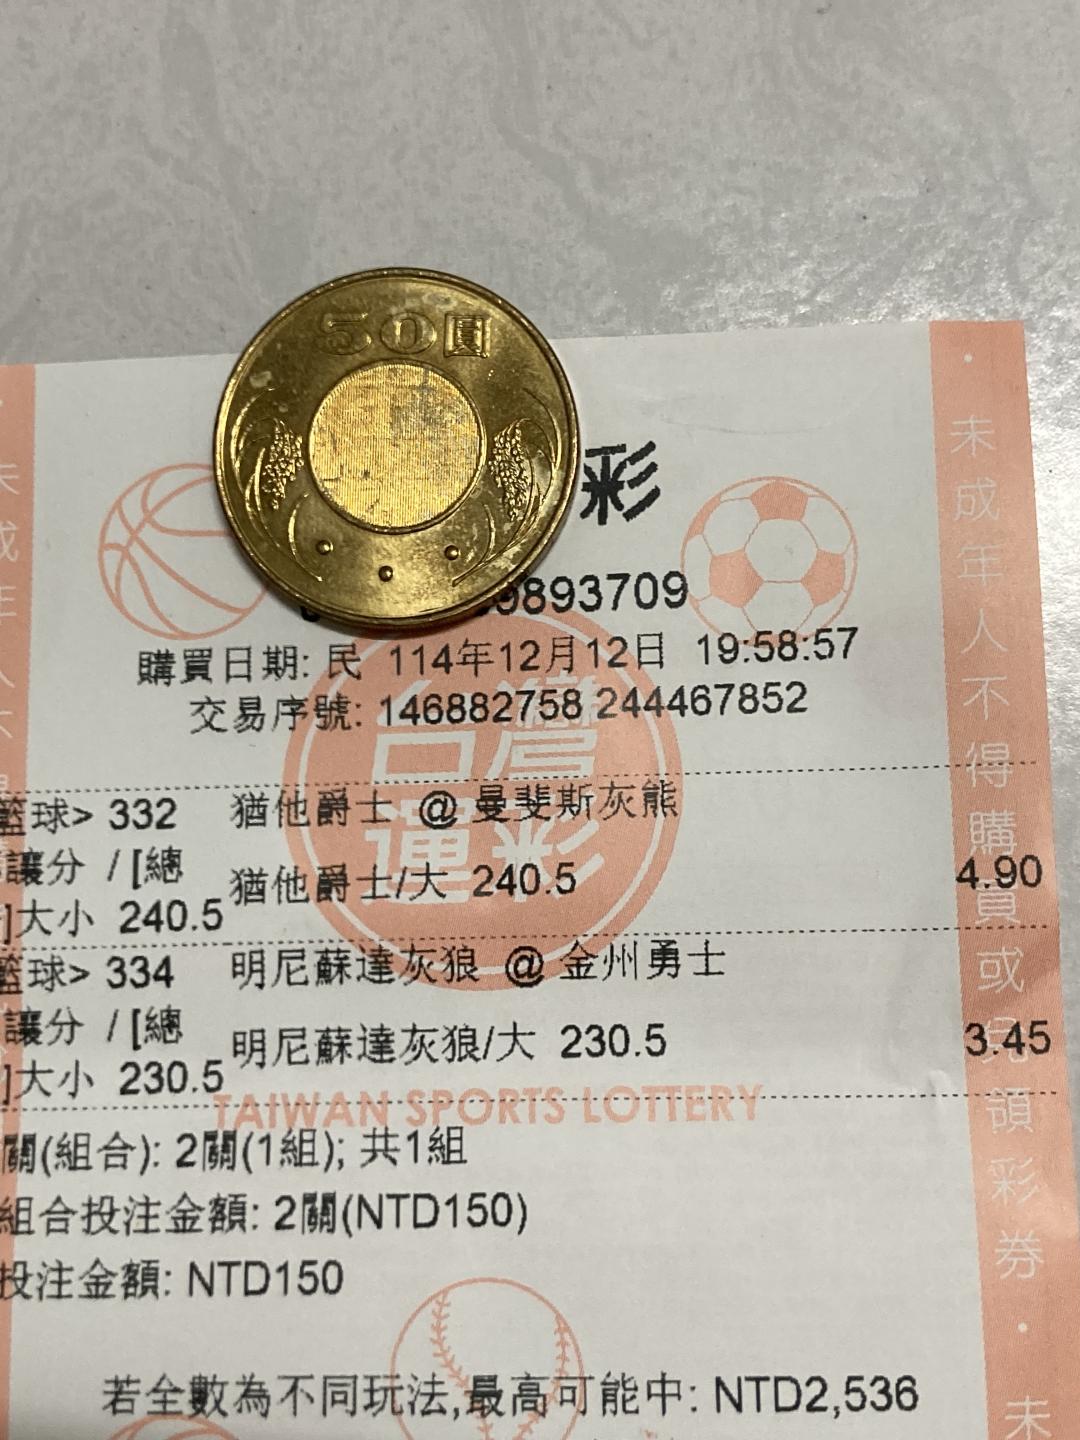 50圓
彩
9893709
購買日期: 民 114年12月12日 19:58:57
交易序號: 146882758 244467852
台灣
運彩
籃球> 332 猶他爵士 @ 曼斐斯灰熊
讓分 / [總 猶他爵士/大 240.5 4.90
]大小 240.5
籃球> 334 明尼蘇達灰狼 @ 金州勇士
讓分 / [總 明尼蘇達灰狼/大 230.5 3.45
]大小 230.5
TAIWAN SPORTS LOTTERY
關(組合): 2關(1組); 共1組
組合投注金額: 2關(NTD150)
投注金額: NTD150
若全數為不同玩法,最高可能中: NTD2,536
・未成年人不得購買或兌領彩券・未